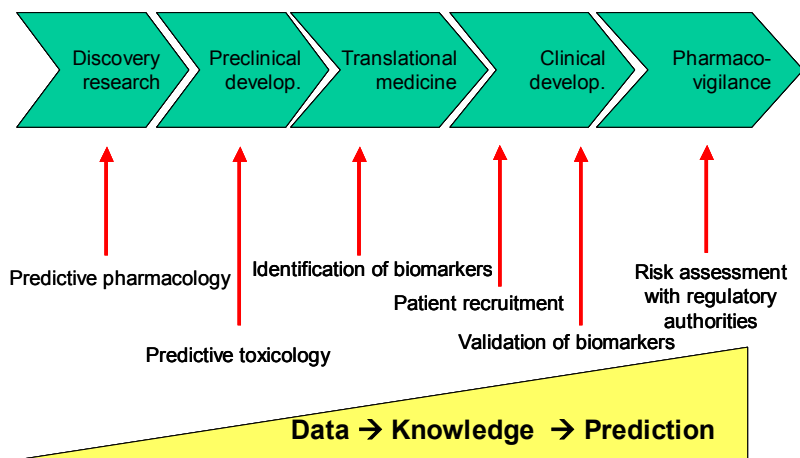 Discovery
research
Preclinical
develop.
Translational
medicine
Clinical
develop.
Pharmaco-
vigilance
Predictive pharmacology
Predictive toxicology
Identification of biomarkers
Patient recruitment
Validation of biomarkers
Risk assessment
with regulatory
authorities
Data → Knowledge → Prediction